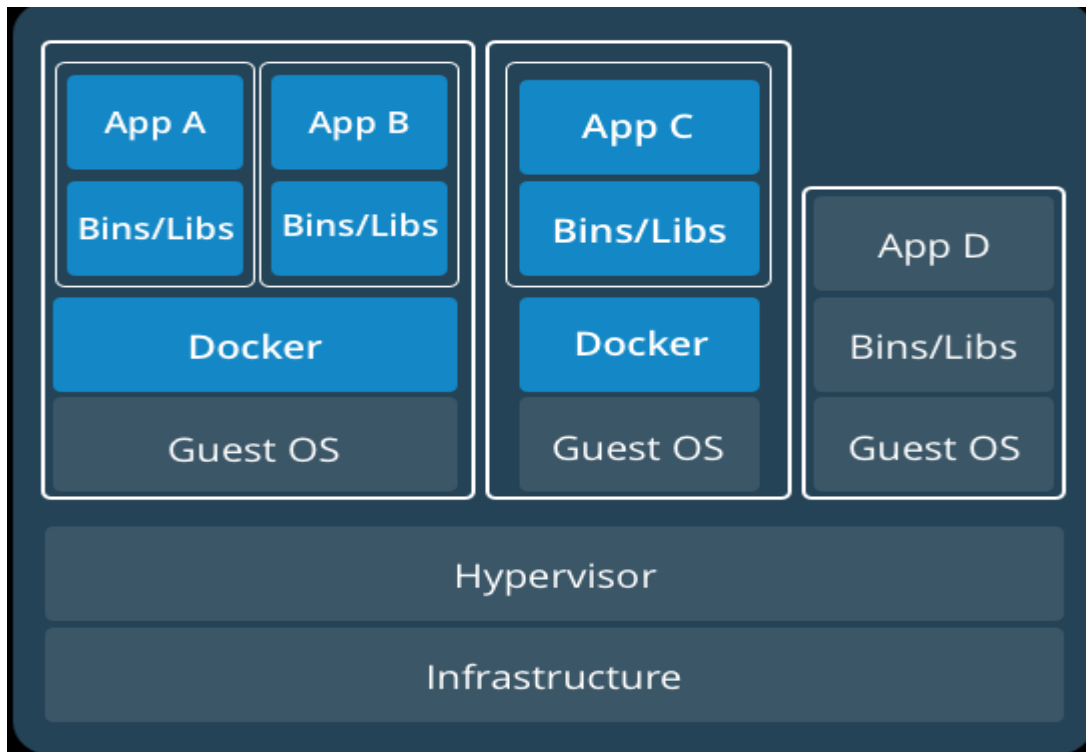 App A
App B
App C
Bins/Libs
Bins/Libs
Bins/Libs
App D
Docker
Docker
Bins/Libs
Guest OS
Guest OS
Guest OS
Hypervisor
Infrastructure